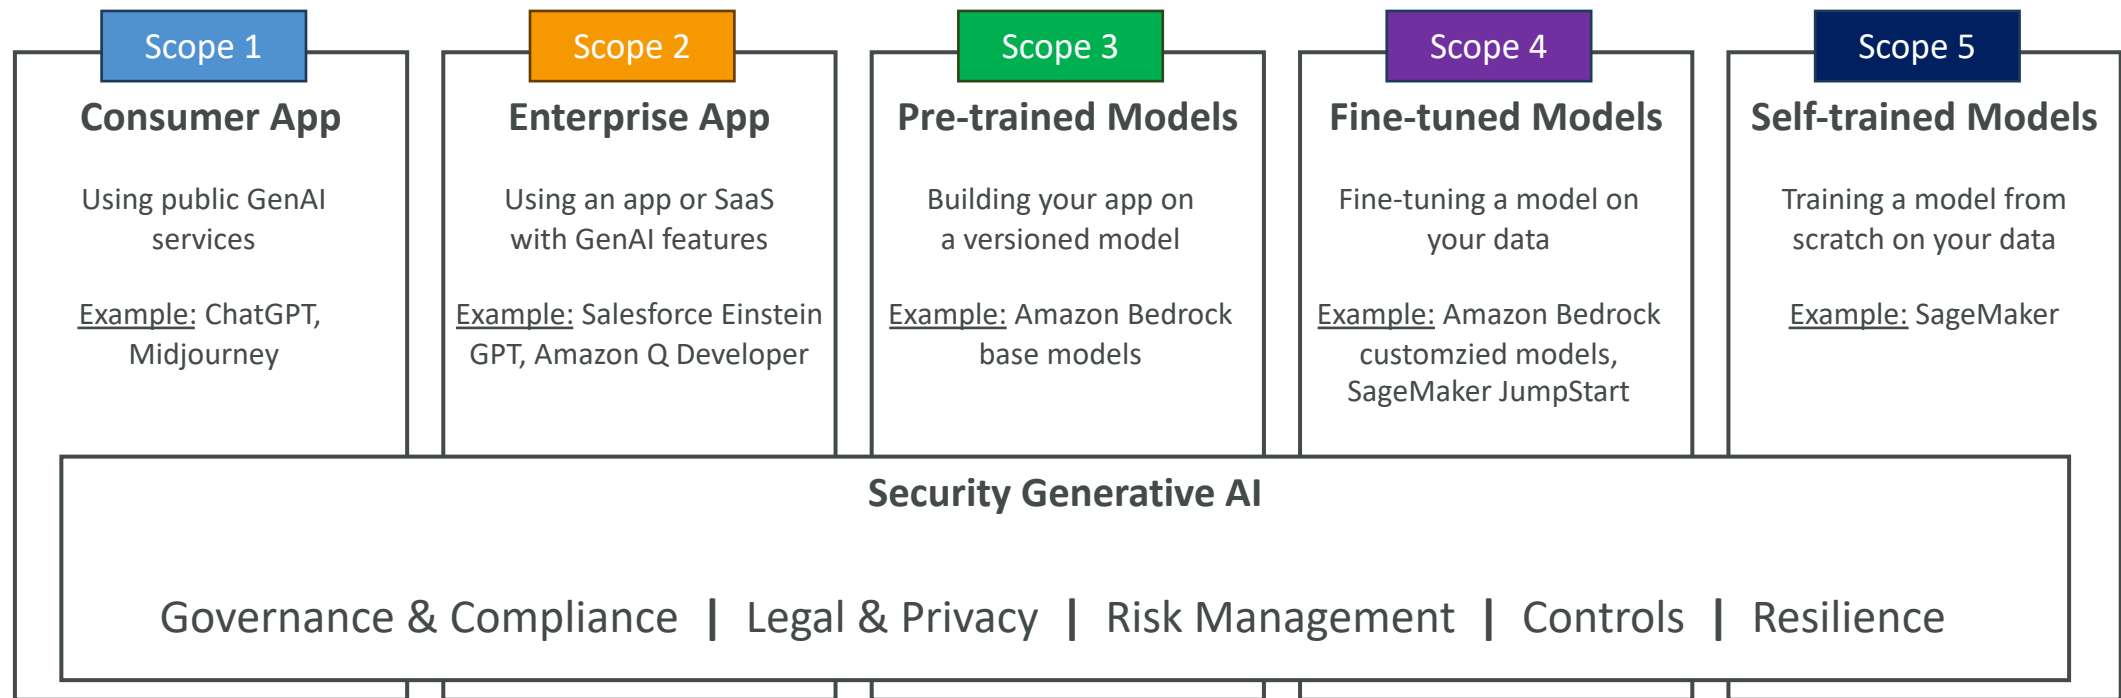 Scope 1
Consumer App
Using public GenAI
services
Example: ChatGPT,
Midjourney
Scope 2
Enterprise App
Using an app or SaaS
with GenAI features
Example: Salesforce Einstein
GPT, Amazon Q Developer
Scope 3
Pre-trained Models
Building your app on
a versioned model
Example: Amazon Bedrock
base models
Scope 4
Fine-tuned Models
Fine-tuning a model on
your data
Example: Amazon Bedrock
customzied models,
SageMaker JumpStart
Scope 5
Self-trained Models
Training a model from
scratch on your data
Example: SageMaker
Security Generative AI
Governance & Compliance | Legal & Privacy | Risk Management | Controls | Resilience